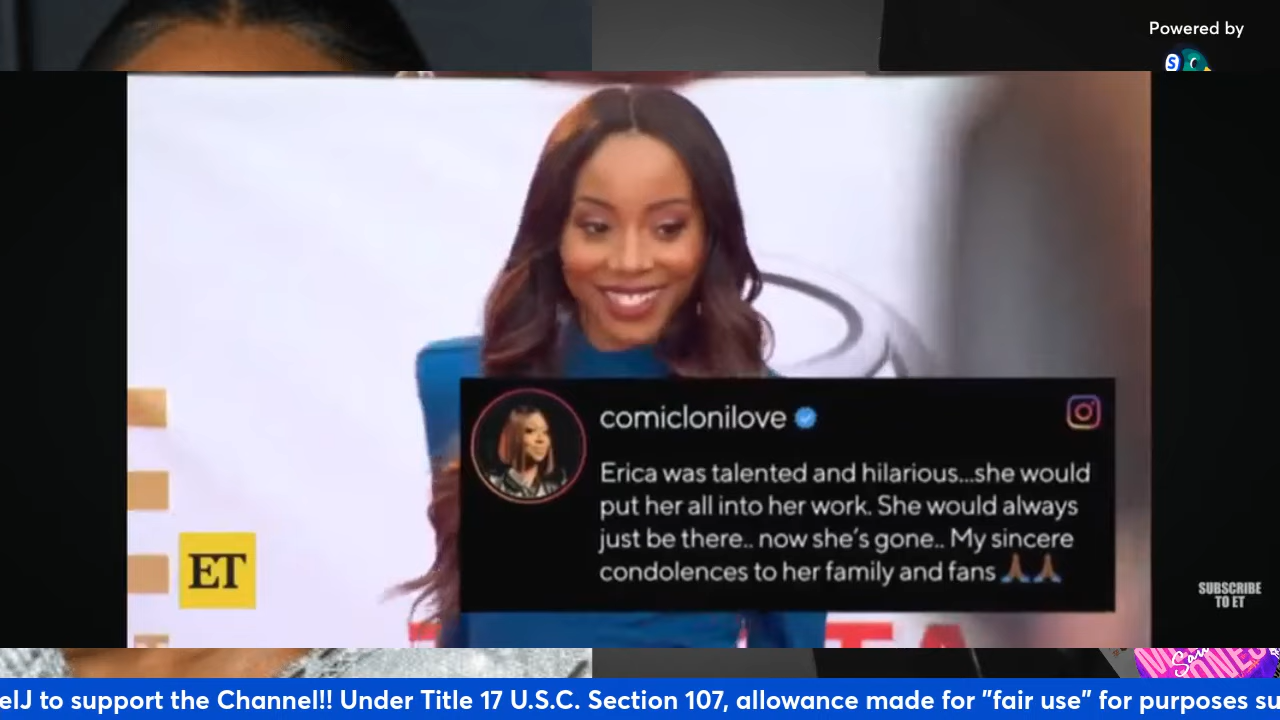 Powered by
S
comiclonilove
Erica was talented and hilarious...she would
put her all into her work. She would always
just be there.. now she's gone.. My sincere
condolences to her family and fans 🙏🏾🙏🏾
ET
SUBSCRIBE
TO ET
elJ to support the Channel!! Under Title 17 U.S.C. Section 107, allowance made for "fair use" for purposes su